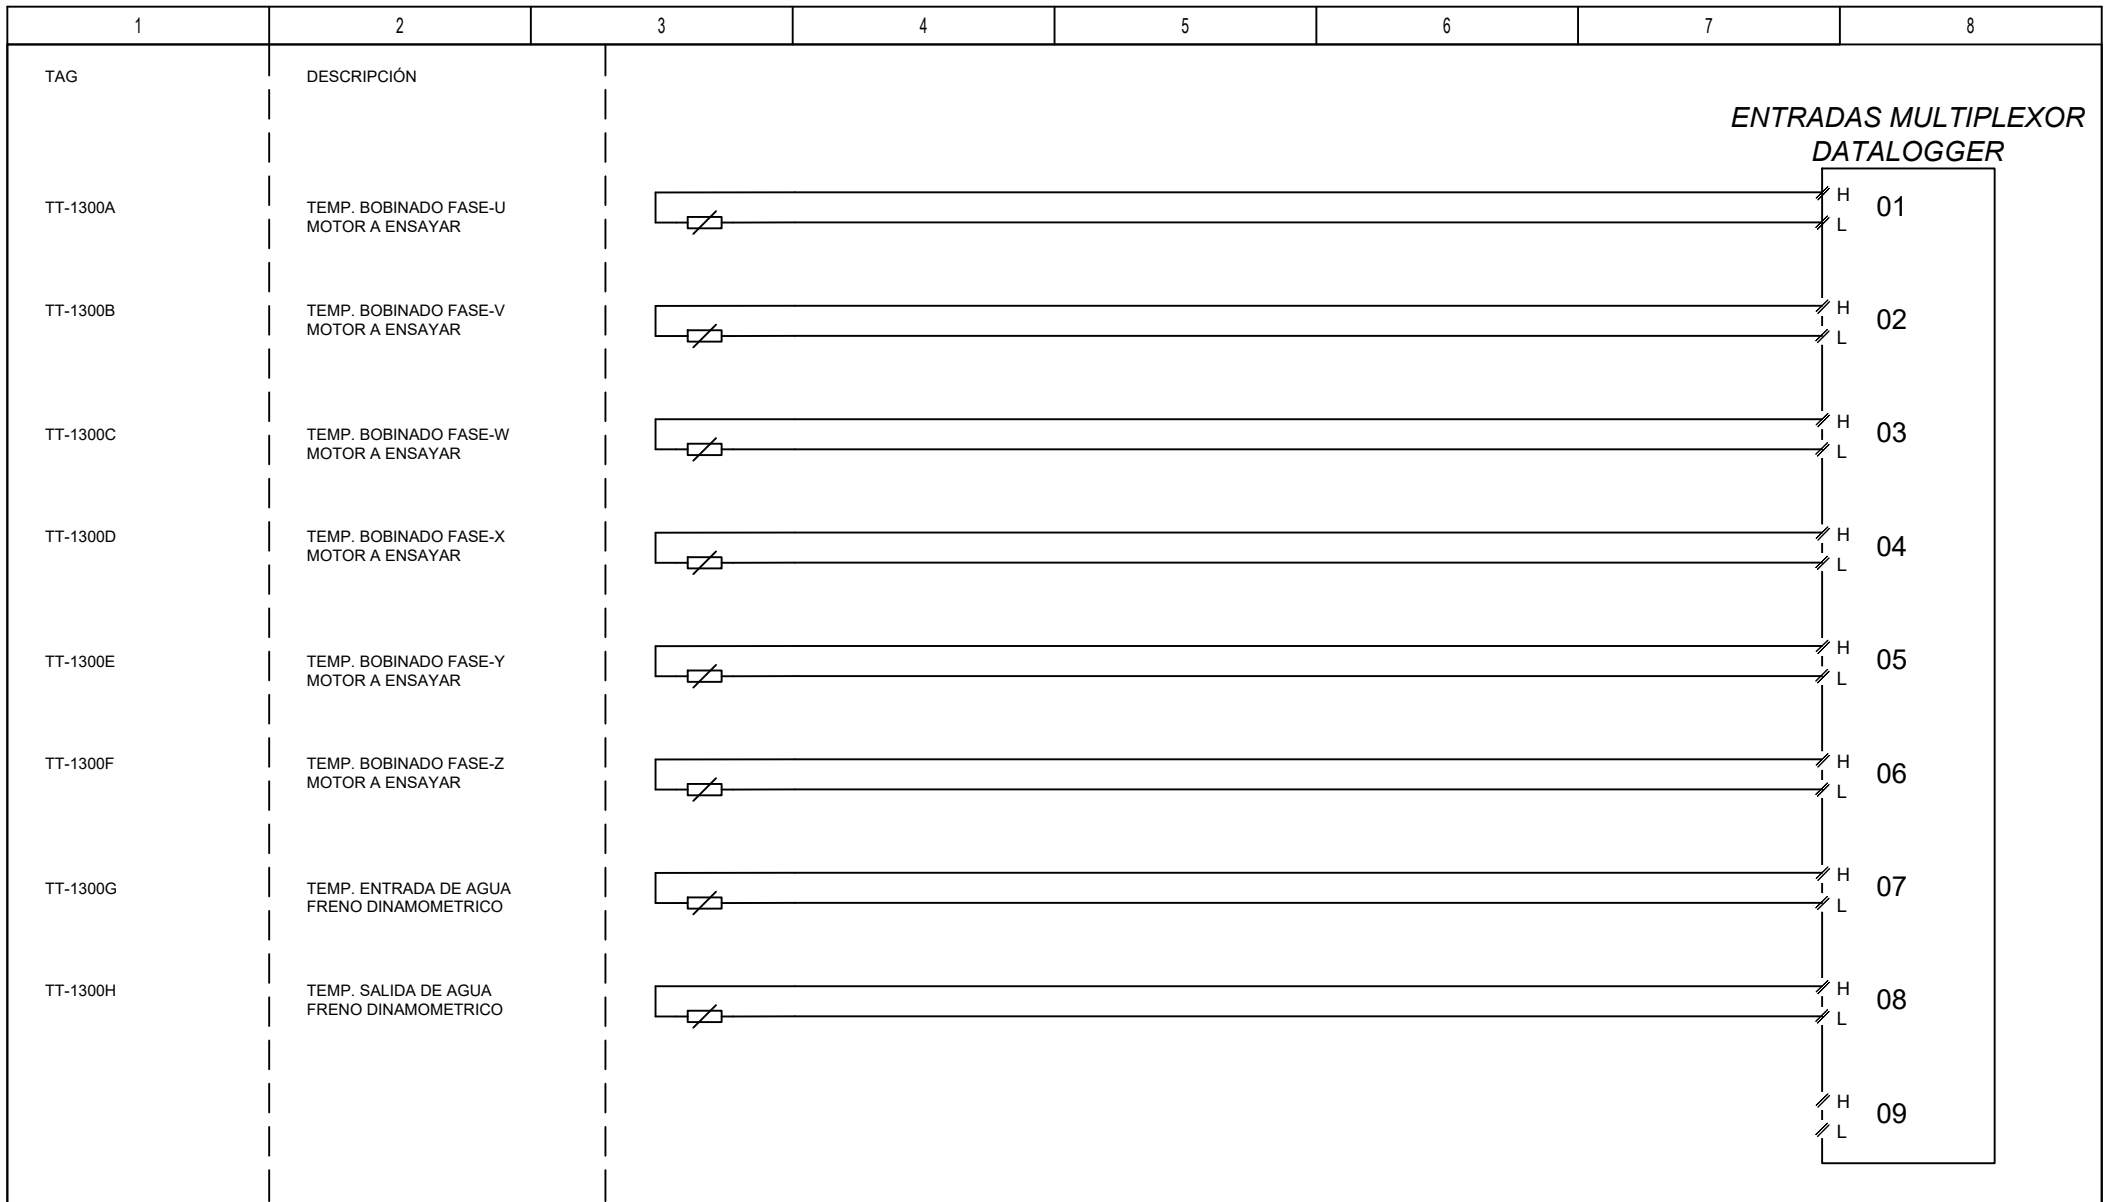 1 2 3 4 5 6 7 8
TAG DESCRIPCIÓN
ENTRADAS MULTIPLEXOR
DATALOGGER
TT-1300A TEMP. BOBINADO FASE-U H 01
MOTOR A ENSAYAR L
TT-1300B TEMP. BOBINADO FASE-V H 02
MOTOR A ENSAYAR L
TT-1300C TEMP. BOBINADO FASE-W H 03
MOTOR A ENSAYAR L
TT-1300D TEMP. BOBINADO FASE-X H 04
MOTOR A ENSAYAR L
TT-1300E TEMP. BOBINADO FASE-Y H 05
MOTOR A ENSAYAR L
TT-1300F TEMP. BOBINADO FASE-Z H 06
MOTOR A ENSAYAR L
TT-1300G TEMP. ENTRADA DE AGUA H 07
FRENO DINAMOMETRICO L
TT-1300H TEMP. SALIDA DE AGUA H 08
FRENO DINAMOMETRICO L
H 09
L